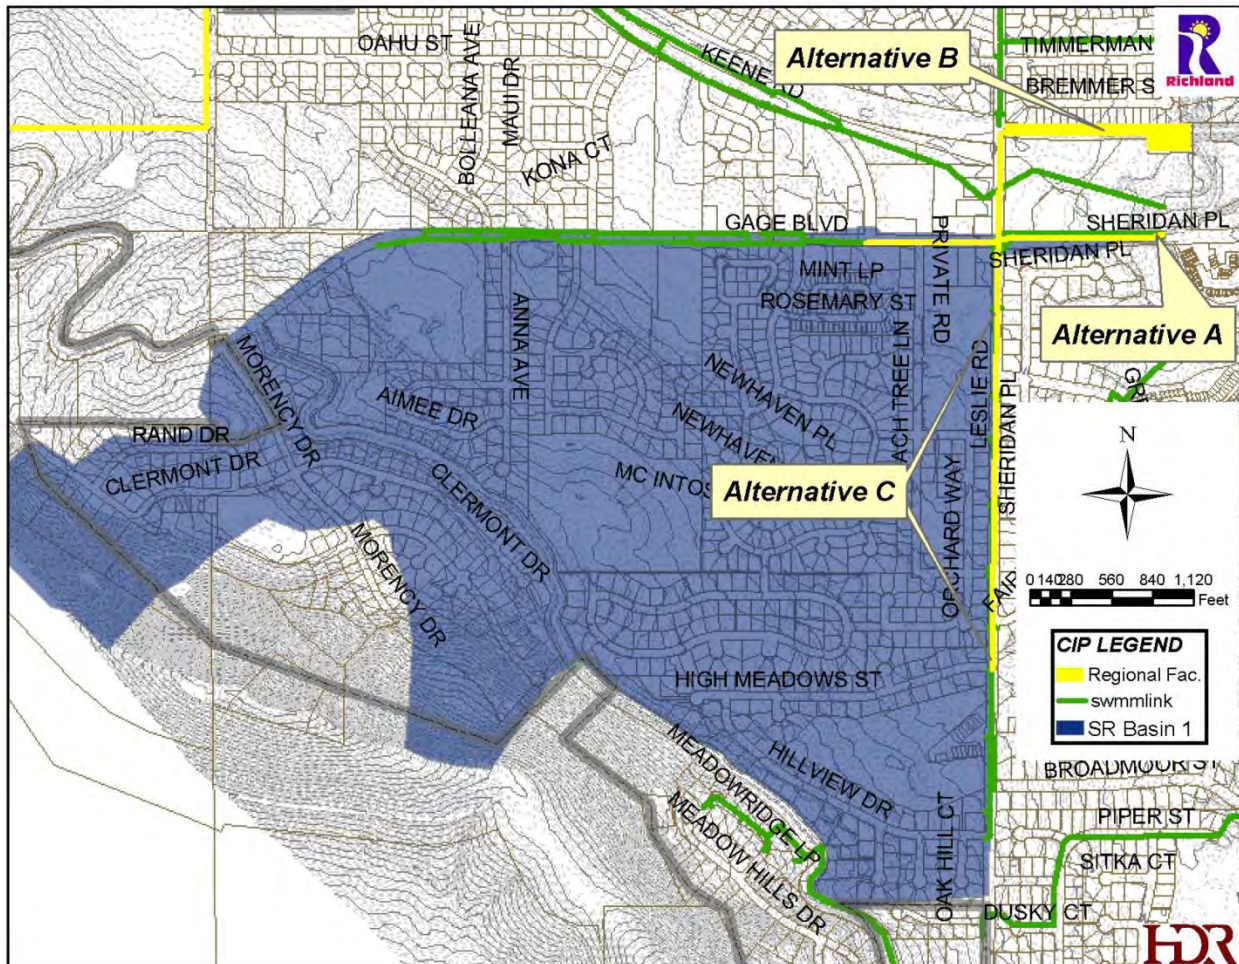 OAHU ST
BOLLEANA AVE
MAUI DR
KONA CT
KEENE RD
Alternative B
TIMMERMAN
BREMMER S
Richland
GAGE BLVD
PRIVATE RD
SHERIDAN PL
SHERIDAN PL
MINT LP
ROSEMARY ST
ANNA AVE
ACH TREE LN
LESLIE RD
Alternative A
MORENCY DR
AIMEE DR
NEWHAVEN PL
NEWHAVEN
SHERIDAN PL
RAND DR
CLERMONT DR
CLERMONT DR
MC INTOS
Alternative C
ORCHARD WAY
N
MORENCY DR
0 140 280 560 840 1,120
Feet
CIP LEGEND
Regional Fac.
swmmlink
SR Basin 1
HIGH MEADOWS ST
MEADOWRIDGE LP
HILLVIEW DR
BROADMOOR ST
MEADOW HILLS DR
OAK HILL CT
PIPER ST
SITKA CT
DUSKY CT
HDR